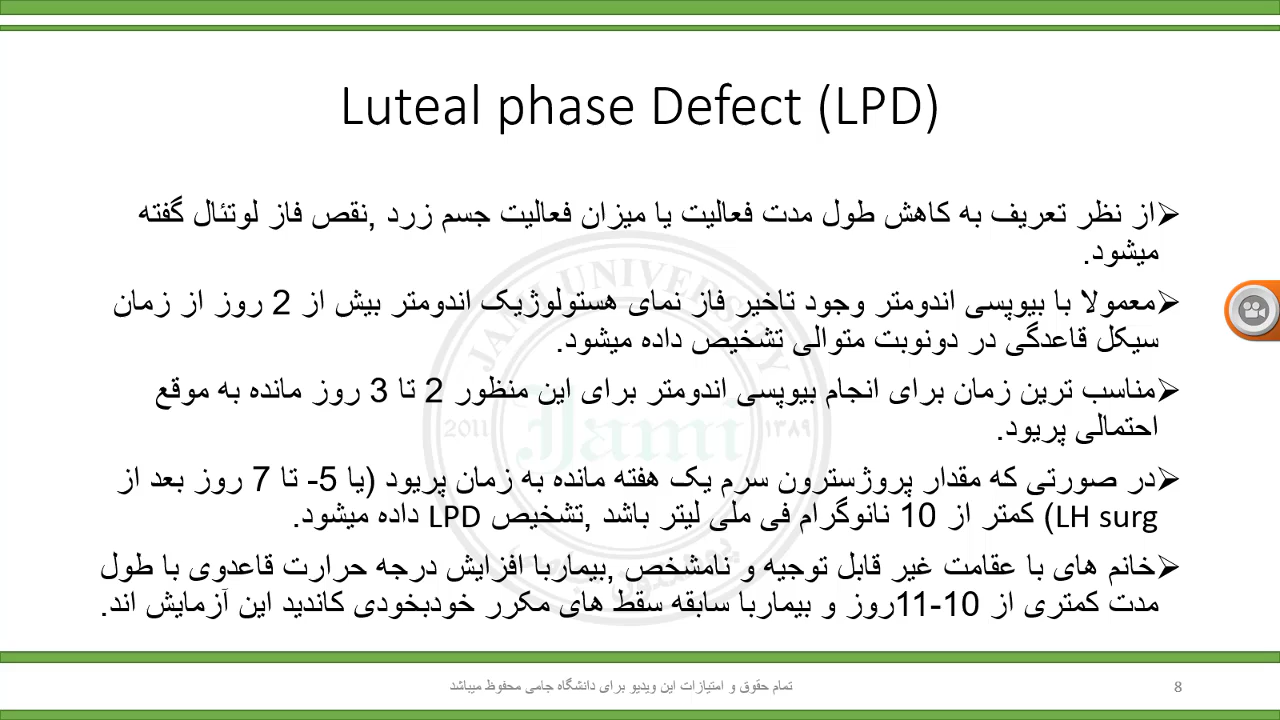 Luteal phase Defect (LPD)
➢از نظر تعریف به کاهش طول مدت فعالیت یا میزان فعالیت جسم زرد ,نقص فاز لوتئال گفته
میشود.
➢معمولا با بیوپسی اندومتر وجود تاخیر فاز نمای هستولوژیک اندومتر بیش از 2 روز از زمان
سیکل قاعدگی در دونوبت متوالی تشخیص داده میشود.
➢مناسب ترین زمان برای انجام بیوپسی اندومتر برای این منظور 2 تا 3 روز مانده به موقع
احتمالی پریود.
➢در صورتی که مقدار پروژسترون سرم یک هفته مانده به زمان پریود (یا 5- تا 7 روز بعد از
LH surg) کمتر از 10 نانوگرام فی ملی لیتر باشد ,تشخیص LPD داده میشود.
➢خانم های با عقامت غیر قابل توجیه و نامشخص ,بیماربا افزایش درجه حرارت قاعدوی با طول
مدت کمتری از 10-11روز و بیماربا سابقه سقط های مکرر خودبخودی کاندید این آزمایش اند.
JAMI UNIVERSITY
2011
Jami
۱۳۸۹
تمام حقوق و امتیازات این ویدیو برای دانشگاه جامی محفوظ میباشد
8